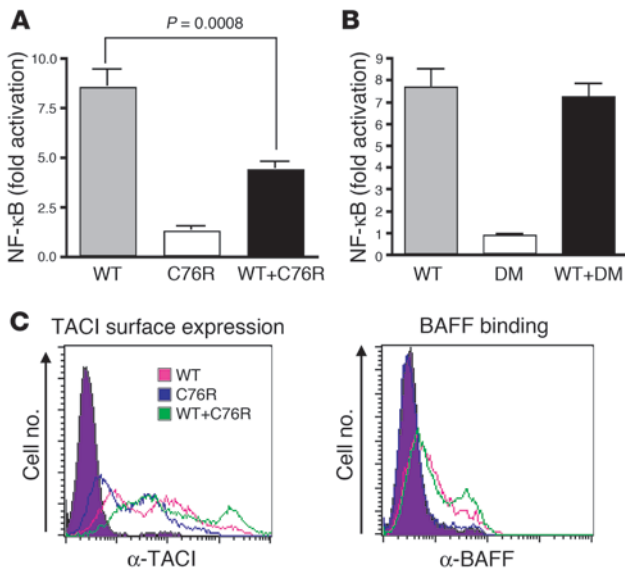 A
P = 0.0008
NF-κB (fold activation)
10.0
7.5
5.0
2.5
0.0
WT
C76R
WT+C76R
B
NF-κB (fold activation)
9
8
7
6
5
4
3
2
1
0
WT
DM
WT+DM
C
TACI surface expression
Cell no.
WT
C76R
WT+C76R
α-TACI
BAFF binding
Cell no.
α-BAFF